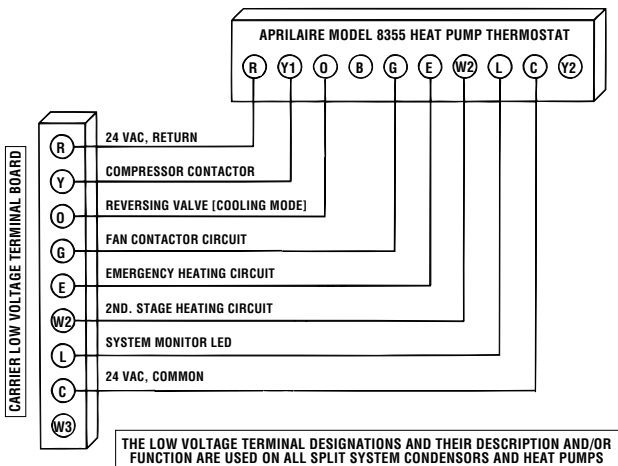 APRILAIRE MODEL 8355 HEAT PUMP THERMOSTAT
R Y1 O B G E W2 L C Y2
CARRIER LOW VOLTAGE TERMINAL BOARD
R 24 VAC, RETURN
Y COMPRESSOR CONTACTOR
O REVERSING VALVE [COOLING MODE]
G FAN CONTACTOR CIRCUIT
E EMERGENCY HEATING CIRCUIT
W2 2ND. STAGE HEATING CIRCUIT
L SYSTEM MONITOR LED
C 24 VAC, COMMON
W3
THE LOW VOLTAGE TERMINAL DESIGNATIONS AND THEIR DESCRIPTION AND/OR
FUNCTION ARE USED ON ALL SPLIT SYSTEM CONDENSORS AND HEAT PUMPS